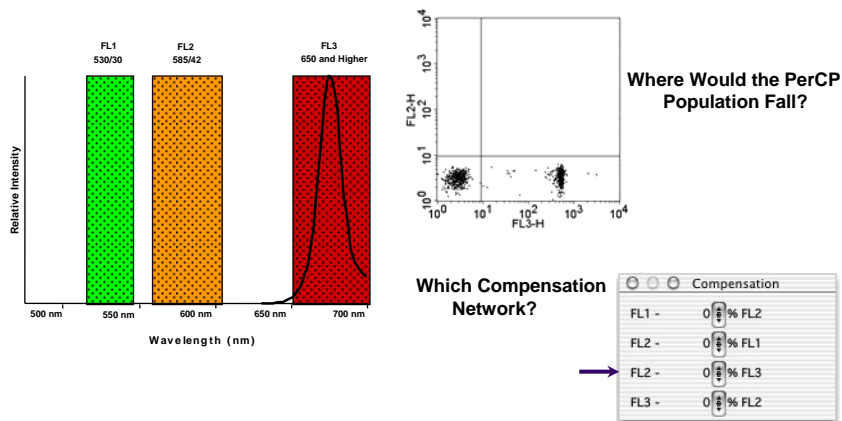 FL1
530/30
FL2
585/42
FL3
650 and Higher
Relative Intensity
500 nm
550 nm
600 nm
650 nm
700 nm
Wavelength (nm)
10^4
10^3
10^2
10^1
10^0
FL2-H
10^0
10^1
10^2
10^3
10^4
FL3-H
Where Would the PerCP
Population Fall?
Which Compensation
Network?
Compensation
FL1 - 0 % FL2
FL2 - 0 % FL1
FL2 - 0 % FL3
FL3 - 0 % FL2